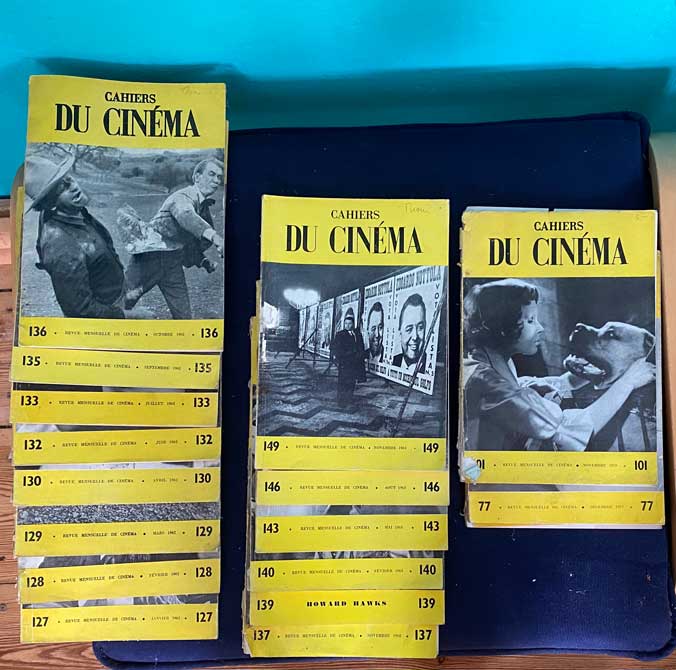 CAHIERS
DU CINÉMA
136 • REVUE MENSUELLE DE CINÉMA • OCTOBRE 1962 • 136
135 • REVUE MENSUELLE DE CINÉMA • SEPTEMBRE 1962 • 135
133 • REVUE MENSUELLE DE CINÉMA • JUILLET 1962 • 133
132 • REVUE MENSUELLE DE CINÉMA • JUIN 1962 • 132
130 • REVUE MENSUELLE DE CINÉMA • AVRIL 1962 • 130
129 • REVUE MENSUELLE DE CINÉMA • MARS 1962 • 129
128 • REVUE MENSUELLE DE CINÉMA • FÉVRIER 1962 • 128
127 • REVUE MENSUELLE DE CINÉMA • JANVIER 1962 • 127
CAHIERS
DU CINÉMA
EDOARDO NOTTOLA
149 • REVUE MENSUELLE DE CINÉMA • NOVEMBRE 1963 • 149
146 • REVUE MENSUELLE DE CINÉMA • AOUT 1963 • 146
143 • REVUE MENSUELLE DE CINÉMA • MAI 1963 • 143
140 • REVUE MENSUELLE DE CINÉMA • FÉVRIER 1963 • 140
139 HOWARD HAWKS 139
137 • REVUE MENSUELLE DE CINÉMA • NOVEMBRE 1962 • 137
CAHIERS
DU CINÉMA
101 • REVUE MENSUELLE DE CINÉMA • NOVEMBRE 1959 • 101
77 • REVUE MENSUELLE DE CINÉMA • DÉCEMBRE 1957 • 77